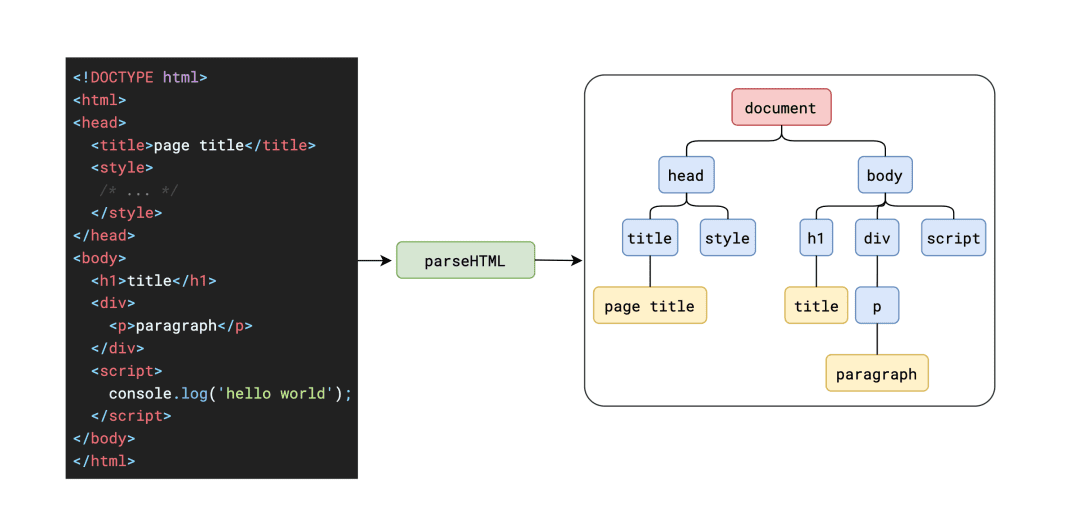 <!DOCTYPE html>
<html>
<head>
  <title>page title</title>
  <style>
   /* ... */
  </style>
</head>
<body>
  <h1>title</h1>
  <div>
    <p>paragraph</p>
  </div>
  <script>
    console.log('hello world');
  </script>
</body>
</html>
parseHTML
document
head
body
title
style
h1
div
script
page title
title
p
paragraph